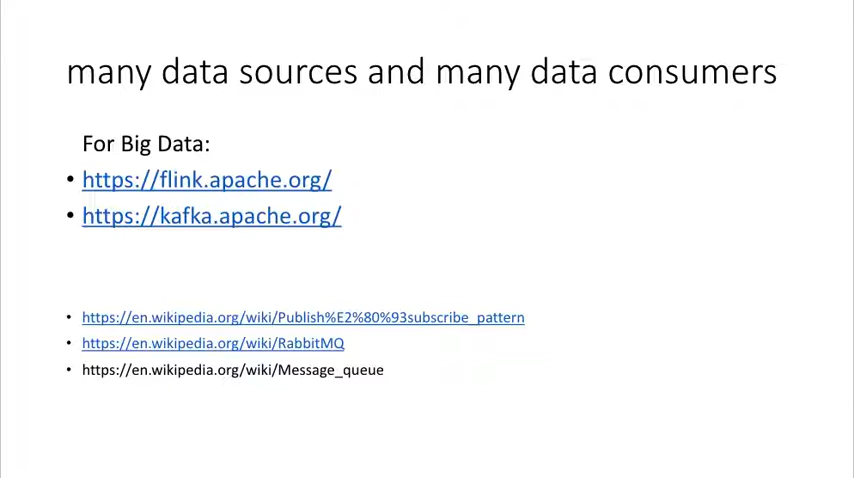 many data sources and many data consumers
For Big Data:
• https://flink.apache.org/
• https://kafka.apache.org/
• https://en.wikipedia.org/wiki/Publish%E2%80%93subscribe_pattern
• https://en.wikipedia.org/wiki/RabbitMQ
• https://en.wikipedia.org/wiki/Message_queue